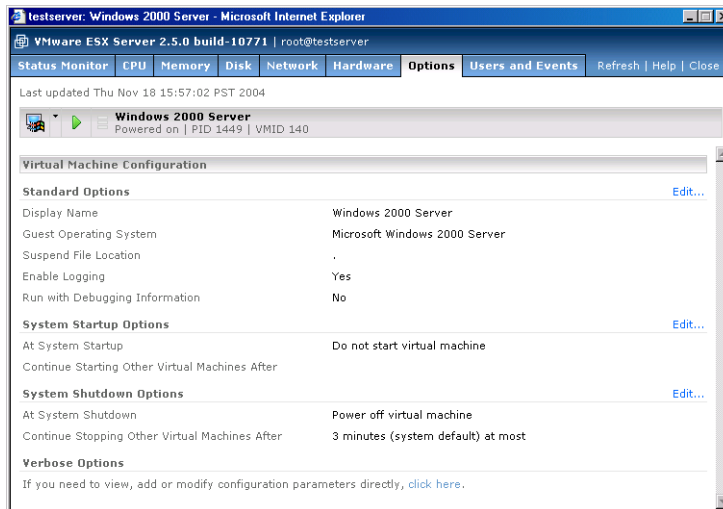 testserver: Windows 2000 Server - Microsoft Internet Explorer
VMware ESX Server 2.5.0 build-10771 | root@testserver
Status Monitor CPU Memory Disk Network Hardware Options Users and Events Refresh | Help | Close
Last updated Thu Nov 18 15:57:02 PST 2004
Windows 2000 Server
Powered on | PID 1449 | VMID 140
Virtual Machine Configuration
Standard Options Edit...
Display Name Windows 2000 Server
Guest Operating System Microsoft Windows 2000 Server
Suspend File Location .
Enable Logging Yes
Run with Debugging Information No
System Startup Options Edit...
At System Startup Do not start virtual machine
Continue Starting Other Virtual Machines After
System Shutdown Options Edit...
At System Shutdown Power off virtual machine
Continue Stopping Other Virtual Machines After 3 minutes (system default) at most
Verbose Options
If you need to view, add or modify configuration parameters directly, click here.